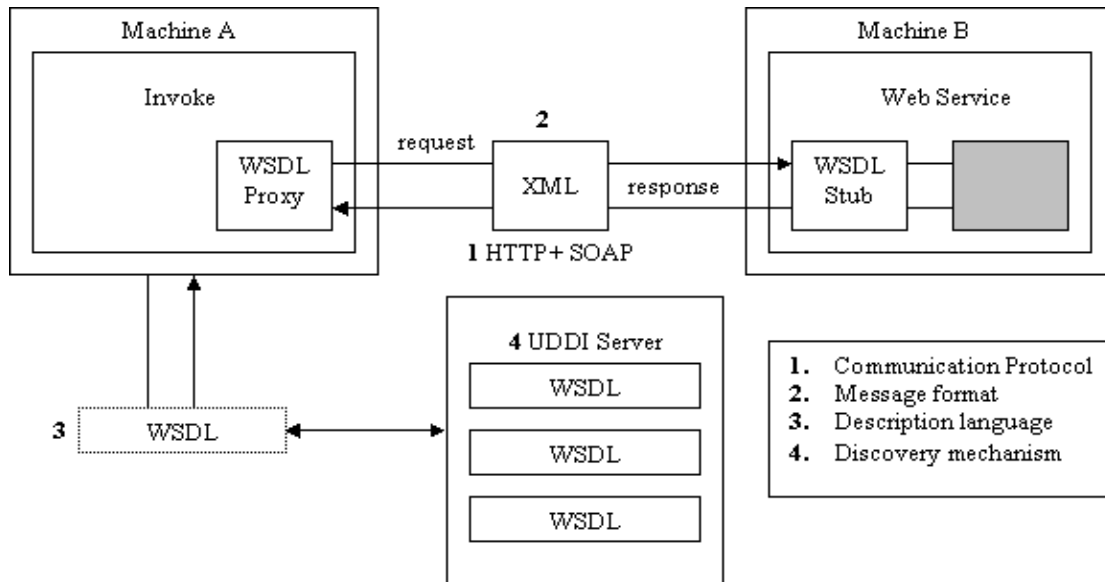 Machine A
Invoke
WSDL
Proxy
request
2
XML
response
1 HTTP+ SOAP
Machine B
Web Service
WSDL
Stub
3
WSDL
4 UDDI Server
WSDL
WSDL
WSDL
1. Communication Protocol
2. Message format
3. Description language
4. Discovery mechanism